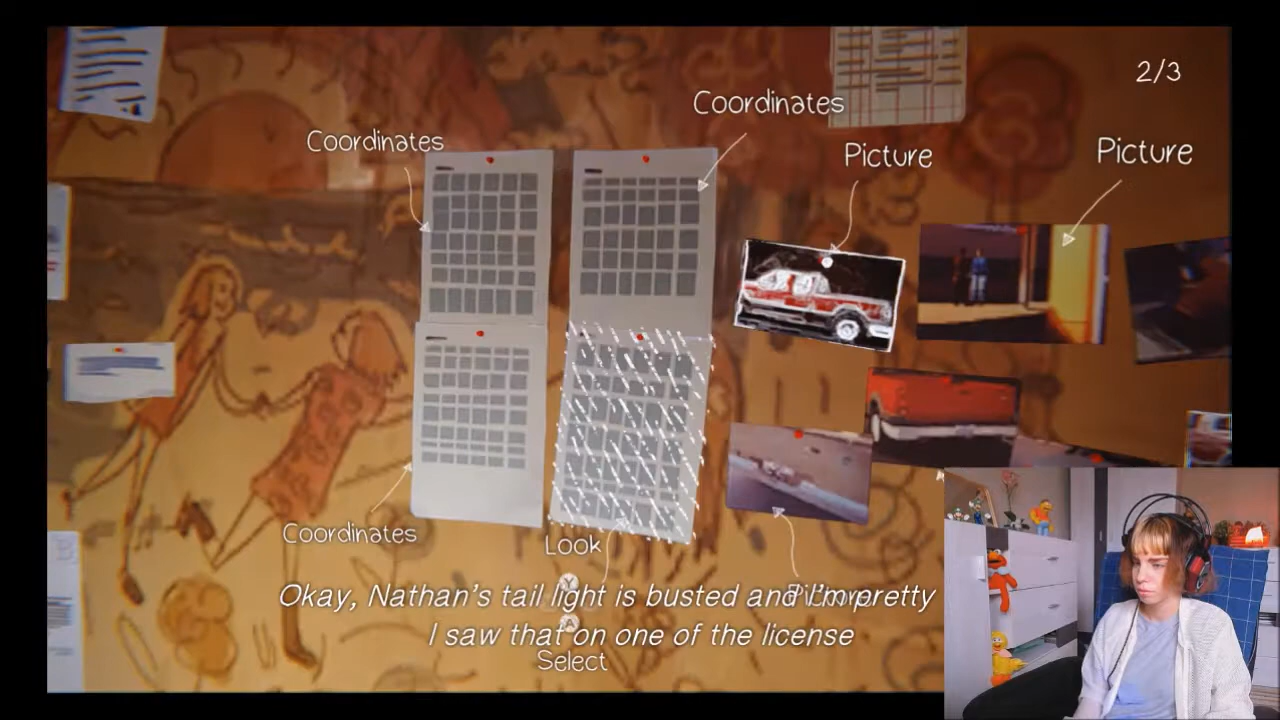 2/3
Coordinates
Coordinates
Picture
Picture
Coordinates
Look
Y
Okay, Nathan's tail light is busted and I'm pretty
A
I saw that on one of the license
Select